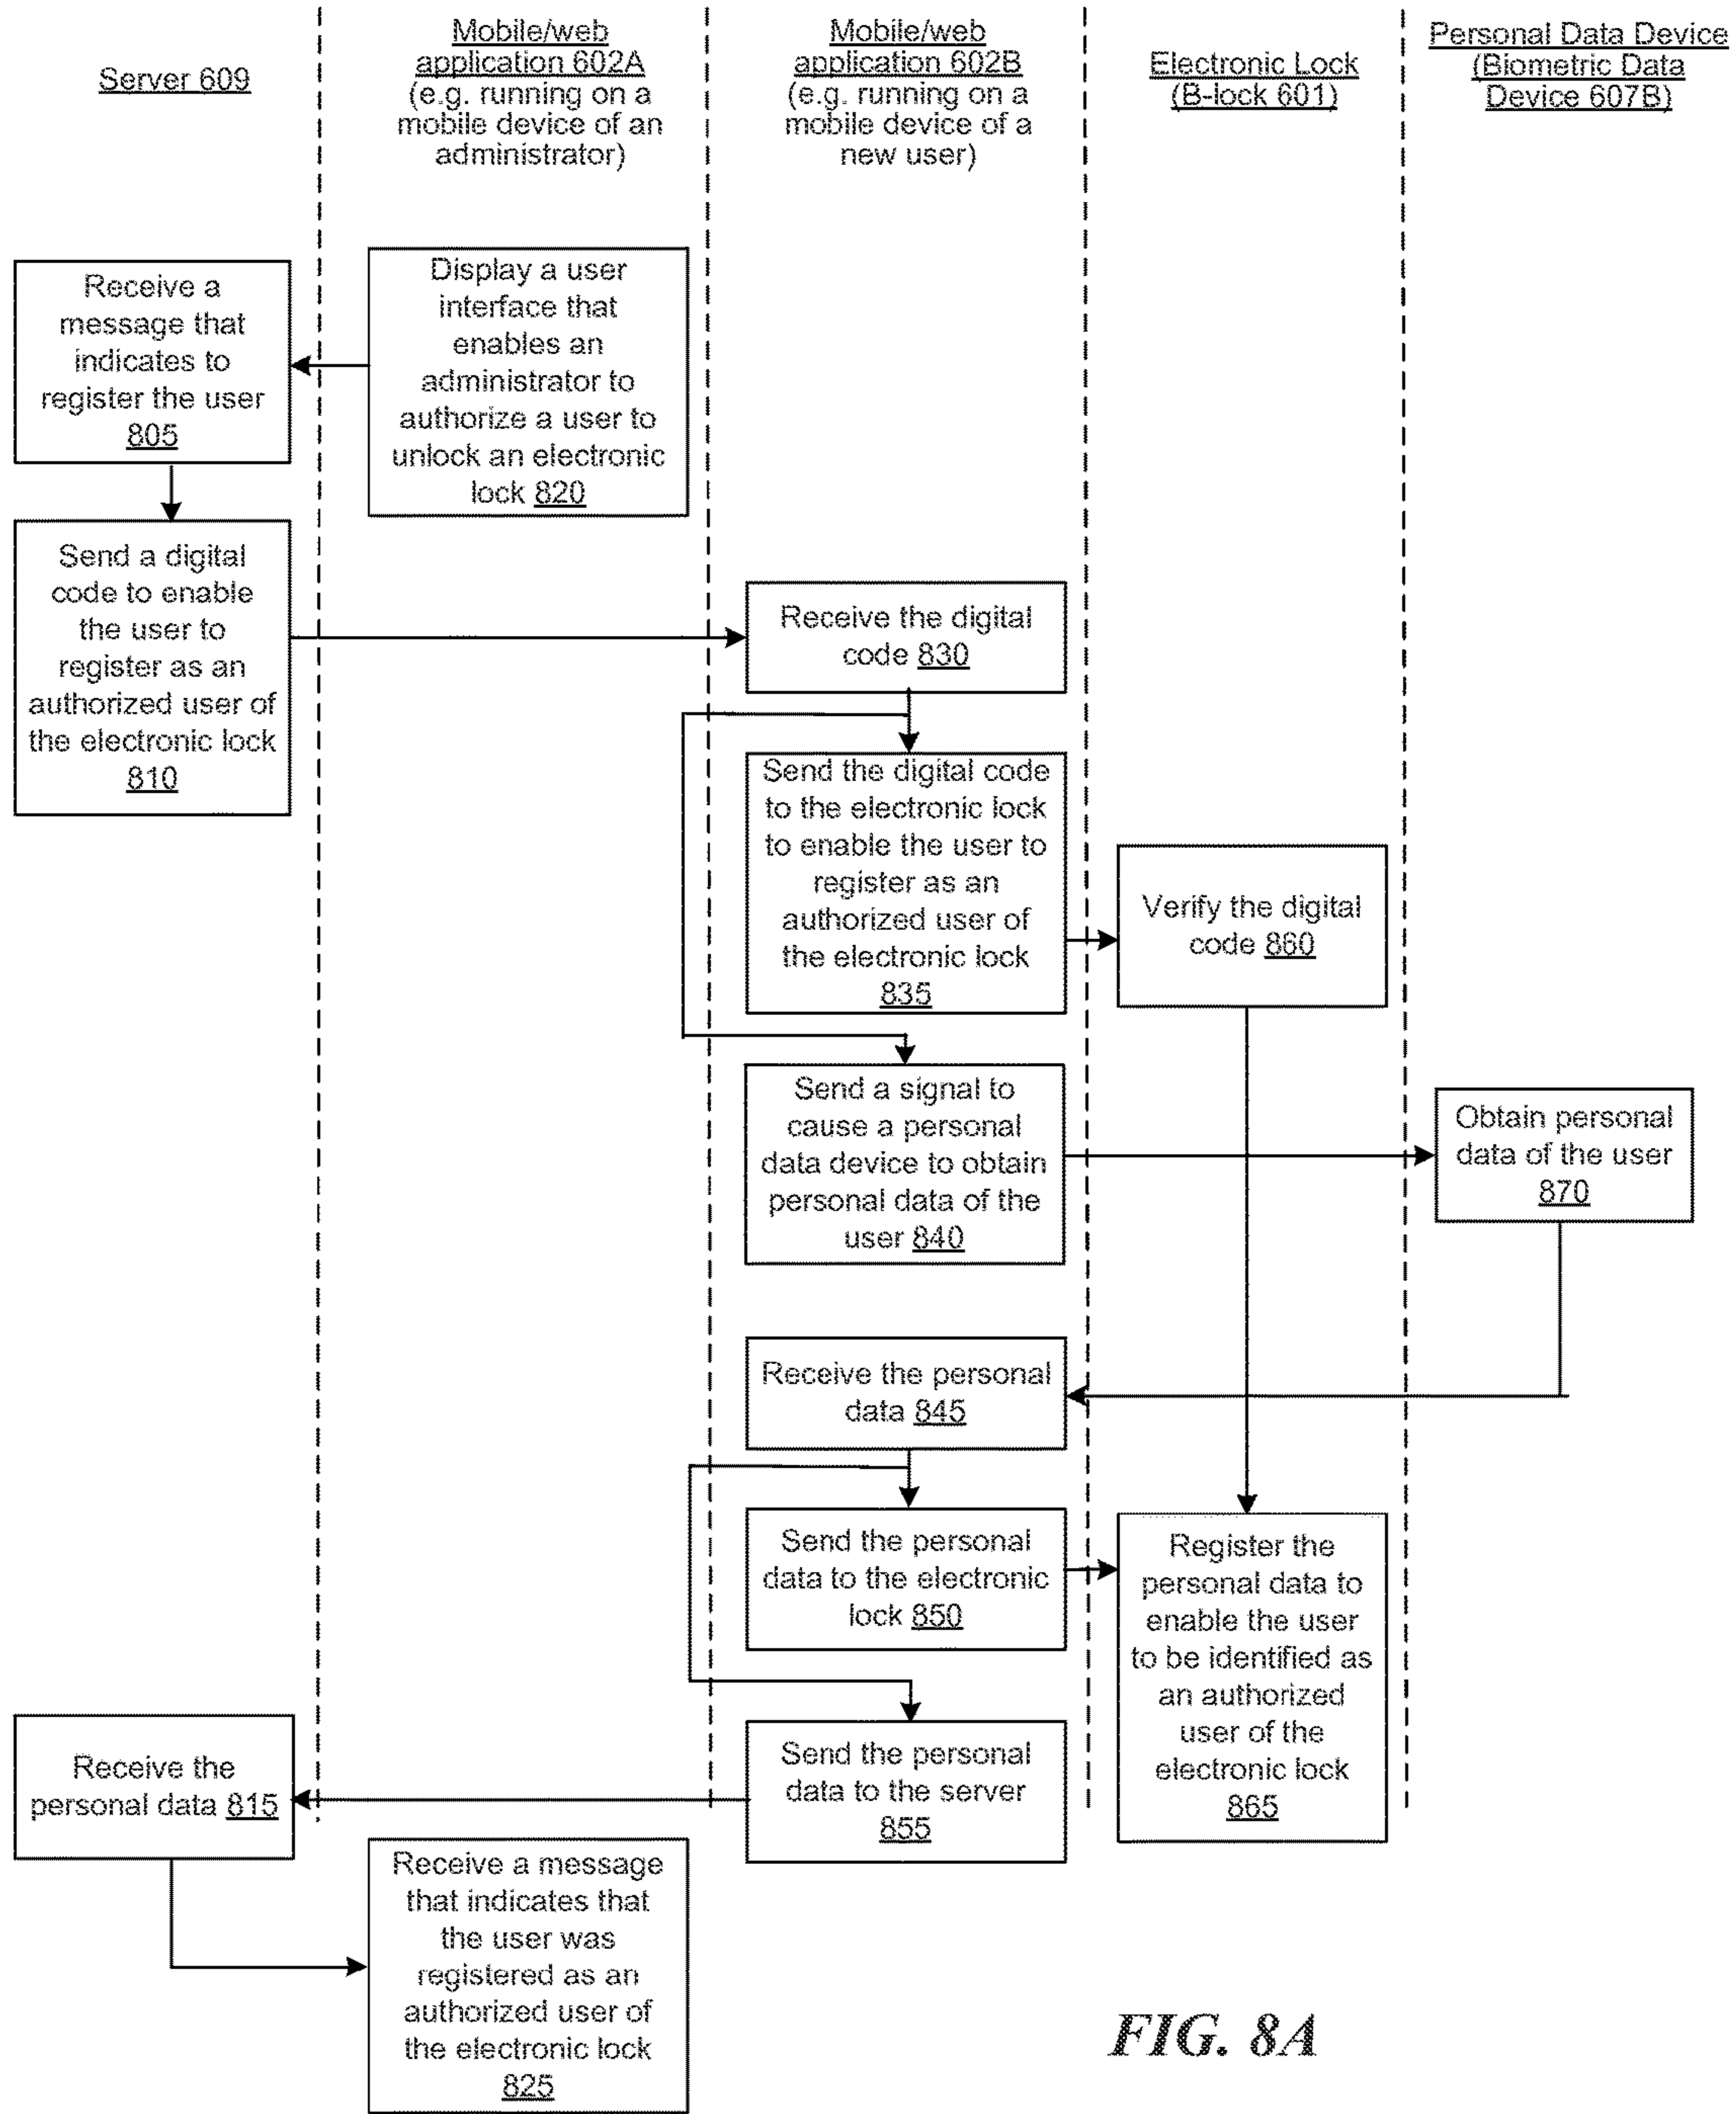 Server 609
Mobile/web
application 602A
(e.g. running on a
mobile device of an
administrator)
Mobile/web
application 602B
(e.g. running on a
mobile device of a
new user)
Electronic Lock
(B-lock 601)
Personal Data Device
(Biometric Data
Device 607B)
Receive a
message that
indicates to
register the user
805
Display a user
interface that
enables an
administrator to
authorize a user to
unlock an electronic
lock 820
Send a digital
code to enable
the user to
register as an
authorized user of
the electronic lock
810
Receive the digital
code 830
Send the digital code
to the electronic lock
to enable the user to
register as an
authorized user of
the electronic lock
835
Verify the digital
code 860
Send a signal to
cause a personal
data device to obtain
personal data of the
user 840
Obtain personal
data of the user
870
Receive the personal
data 845
Send the personal
data to the electronic
lock 850
Register the
personal data to
enable the user
to be identified as
an authorized
user of the
electronic lock
865
Send the personal
data to the server
855
Receive the
personal data 815
Receive a message
that indicates that
the user was
registered as an
authorized user of
the electronic lock
825
FIG. 8A